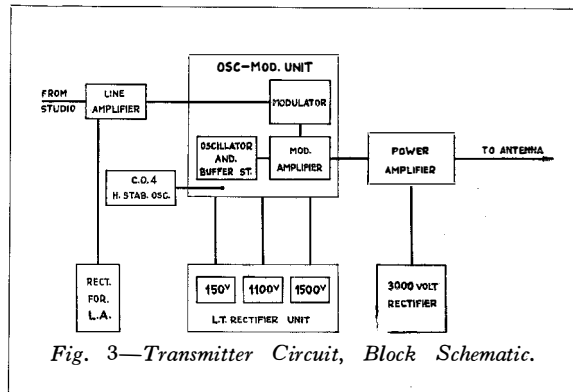 OSC-MOD. UNIT
FROM
STUDIO
LINE
AMPLIFIER
MODULATOR
OSCILLATOR
AND.
BUFFER ST.
MOD.
AMPLIFIER
POWER
AMPLIFIER
TO ANTENNA
C.O.4
H. STAB. OSC.
RECT.
FOR.
L.A.
150V
1100V
1500V
L.T. RECTIFIER UNIT
3000 VOLT
RECTIFIER
Fig. 3—Transmitter Circuit, Block Schematic.